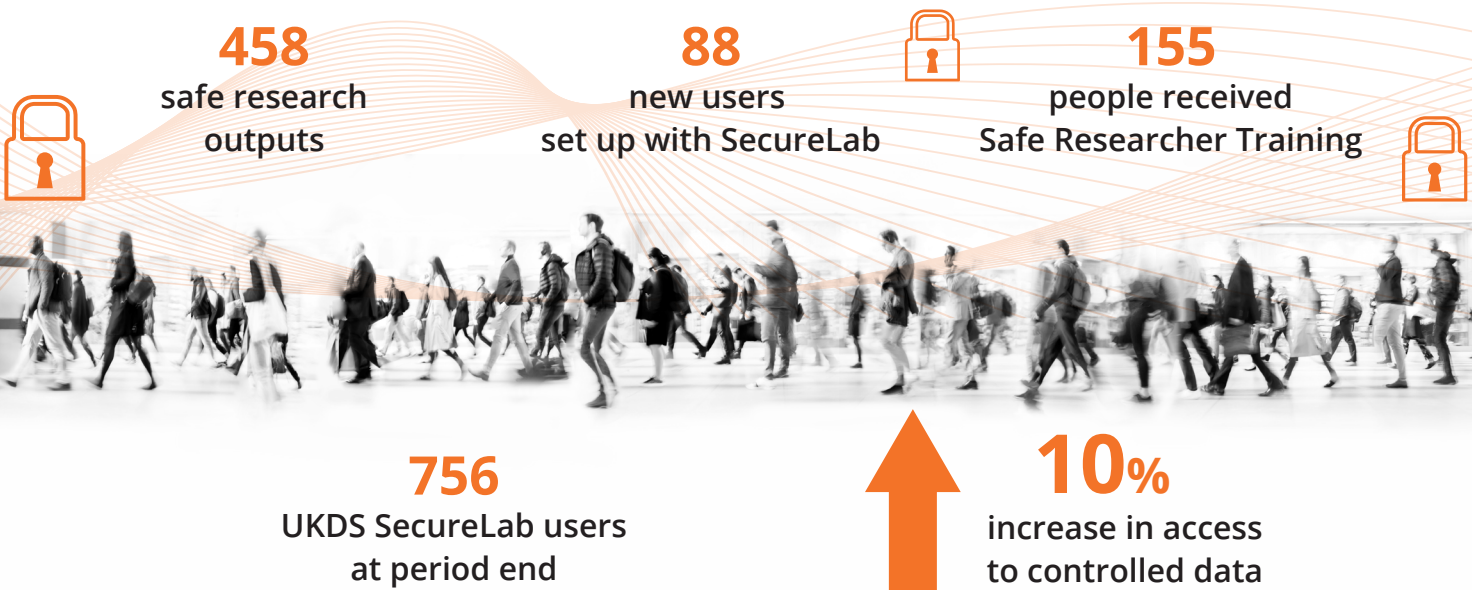 458
safe research
outputs
88
new users
set up with SecureLab
155
people received
Safe Researcher Training
756
UKDS SecureLab users
at period end
10%
increase in access
to controlled data